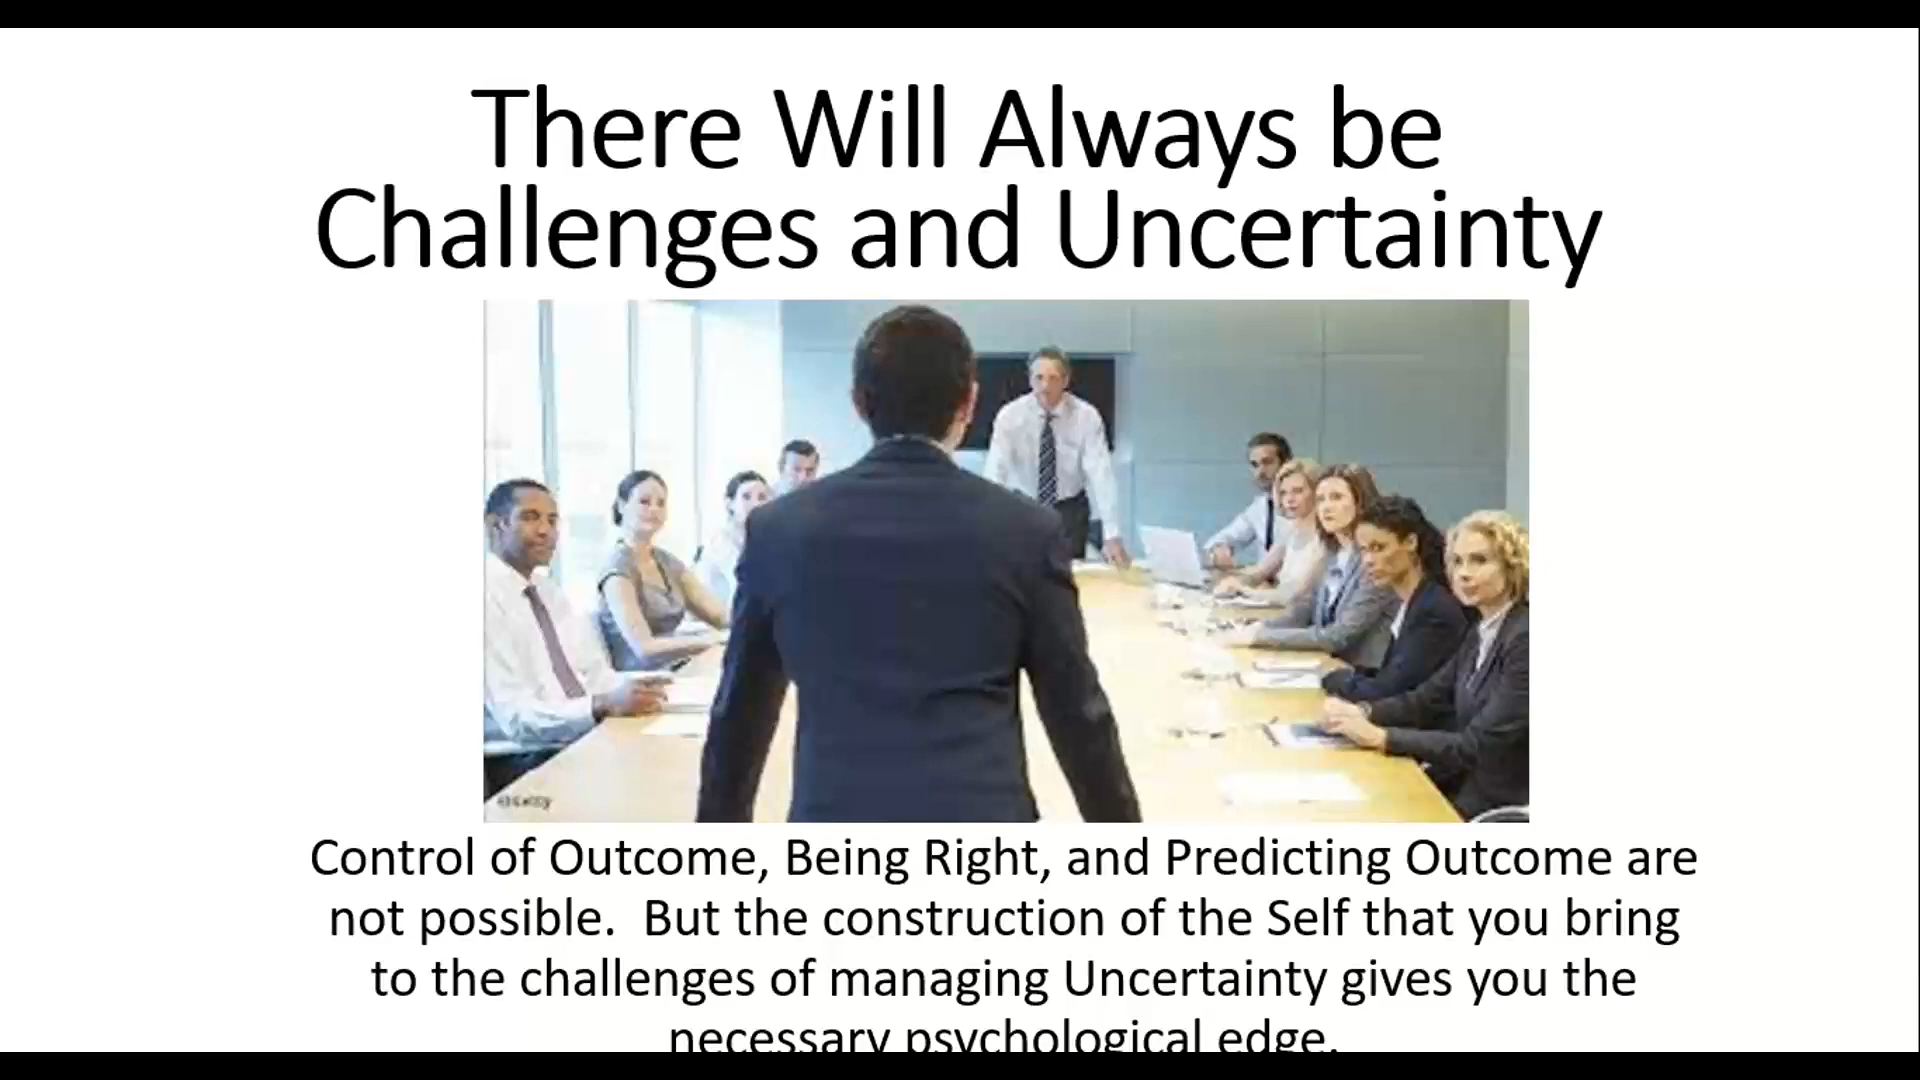 There Will Always be
Challenges and Uncertainty
Control of Outcome, Being Right, and Predicting Outcome are
not possible.  But the construction of the Self that you bring
to the challenges of managing Uncertainty gives you the
necessary psychological edge.